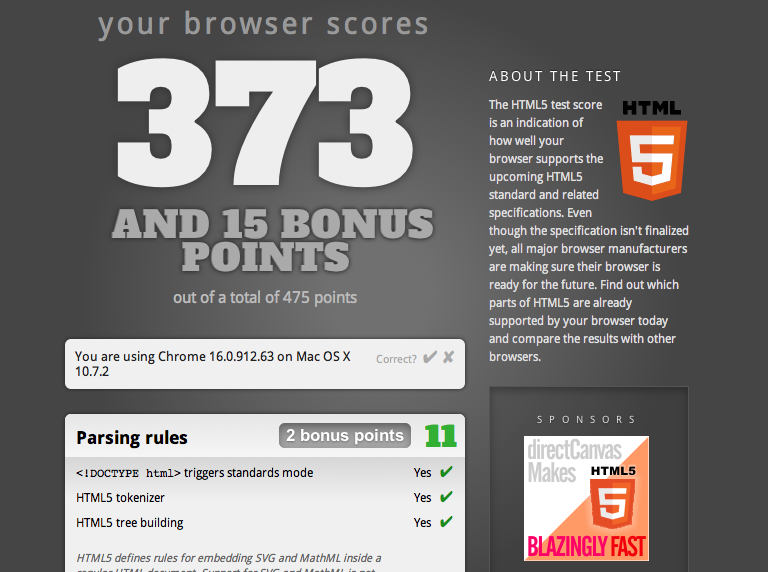 your browser scores
373
AND 15 BONUS
POINTS
out of a total of 475 points
You are using Chrome 16.0.912.63 on Mac OS X
10.7.2
Correct? ✔ ✘
Parsing rules
2 bonus points
11
<!DOCTYPE html> triggers standards mode
Yes ✔
HTML5 tokenizer
Yes ✔
HTML5 tree building
Yes ✔
HTML5 defines rules for embedding SVG and MathML inside a
ABOUT THE TEST
The HTML5 test score
is an indication of
how well your
browser supports the
upcoming HTML5
standard and related
specifications. Even
though the specification isn't finalized
yet, all major browser manufacturers
are making sure their browser is
ready for the future. Find out which
parts of HTML5 are already
supported by your browser today
and compare the results with other
browsers.
HTML
5
SPONSORS
directCanvas
Makes
HTML5
5
BLAZINGLY FAST